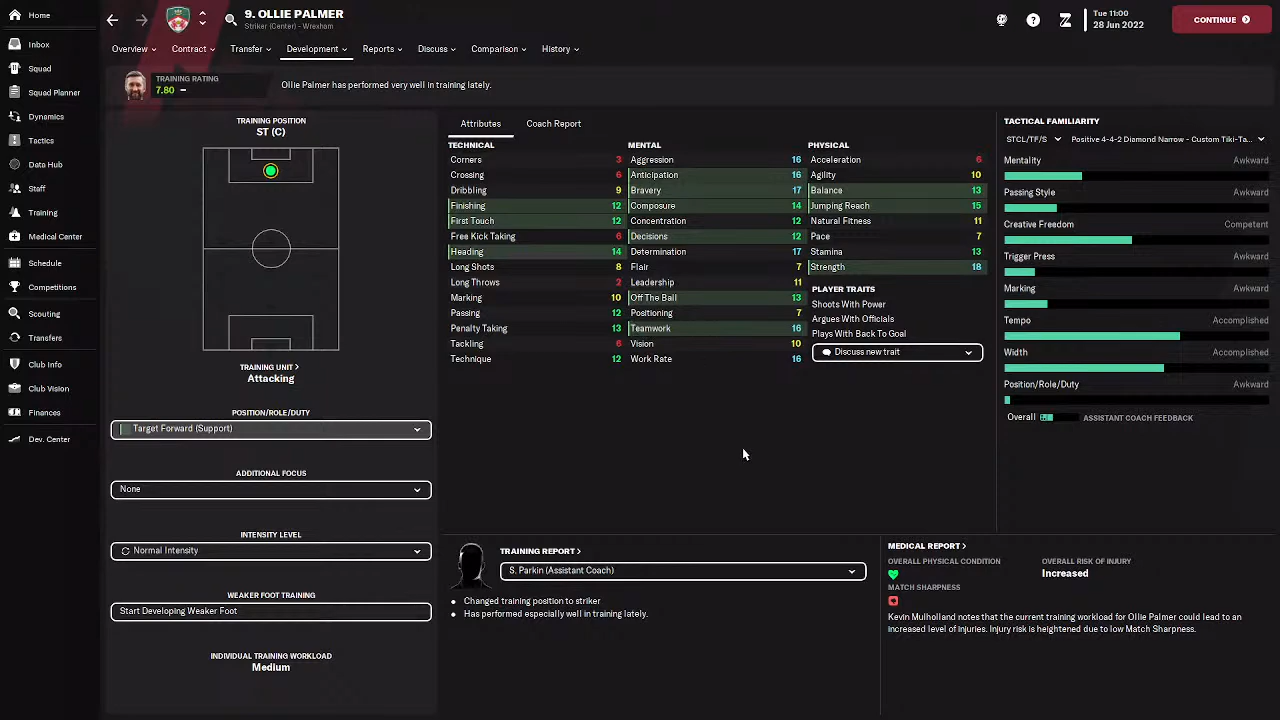 Home
Inbox
Squad
Squad Planner
Dynamics
Tactics
Data Hub
Staff
Training
Medical Center
Schedule
Competitions
Scouting
Transfers
Club Info
Club Vision
Finances
Dev. Center
9. OLLIE PALMER
Striker (Center) - Wrexham
Tue 11:00
28 Jun 2022
CONTINUE
Overview
Contract
Transfer
Development
Reports
Discuss
Comparison
History
TRAINING RATING
7.80 –
Ollie Palmer has performed very well in training lately.
TRAINING POSITION
ST (C)
TRAINING UNIT >
Attacking
POSITION/ROLE/DUTY
Target Forward (Support)
ADDITIONAL FOCUS
None
INTENSITY LEVEL
Normal Intensity
WEAKER FOOT TRAINING
Start Developing Weaker Foot
INDIVIDUAL TRAINING WORKLOAD
Medium
Attributes
Coach Report
TECHNICAL
Corners 3
Crossing 6
Dribbling 9
Finishing 12
First Touch 12
Free Kick Taking 6
Heading 14
Long Shots 8
Long Throws 2
Marking 10
Passing 12
Penalty Taking 13
Tackling 6
Technique 12
MENTAL
Aggression 16
Anticipation 16
Bravery 17
Composure 14
Concentration 12
Decisions 12
Determination 17
Flair 7
Leadership 11
Off The Ball 13
Positioning 7
Teamwork 16
Vision 10
Work Rate 16
PHYSICAL
Acceleration 6
Agility 10
Balance 13
Jumping Reach 15
Natural Fitness 11
Pace 7
Stamina 13
Strength 18
PLAYER TRAITS
Shoots With Power
Argues With Officials
Plays With Back To Goal
Discuss new trait
TACTICAL FAMILIARITY
STCL/TF/S
Positive 4-4-2 Diamond Narrow - Custom Tiki-Ta...
Mentality Awkward
Passing Style Awkward
Creative Freedom Competent
Trigger Press Awkward
Marking Awkward
Tempo Accomplished
Width Accomplished
Position/Role/Duty Awkward
Overall
ASSISTANT COACH FEEDBACK
TRAINING REPORT >
S. Parkin (Assistant Coach)
• Changed training position to striker
• Has performed especially well in training lately.
MEDICAL REPORT >
OVERALL PHYSICAL CONDITION
OVERALL RISK OF INJURY
Increased
MATCH SHARPNESS
Kevin Mulholland notes that the current training workload for Ollie Palmer could lead to an
increased level of injuries. Injury risk is heightened due to low Match Sharpness.